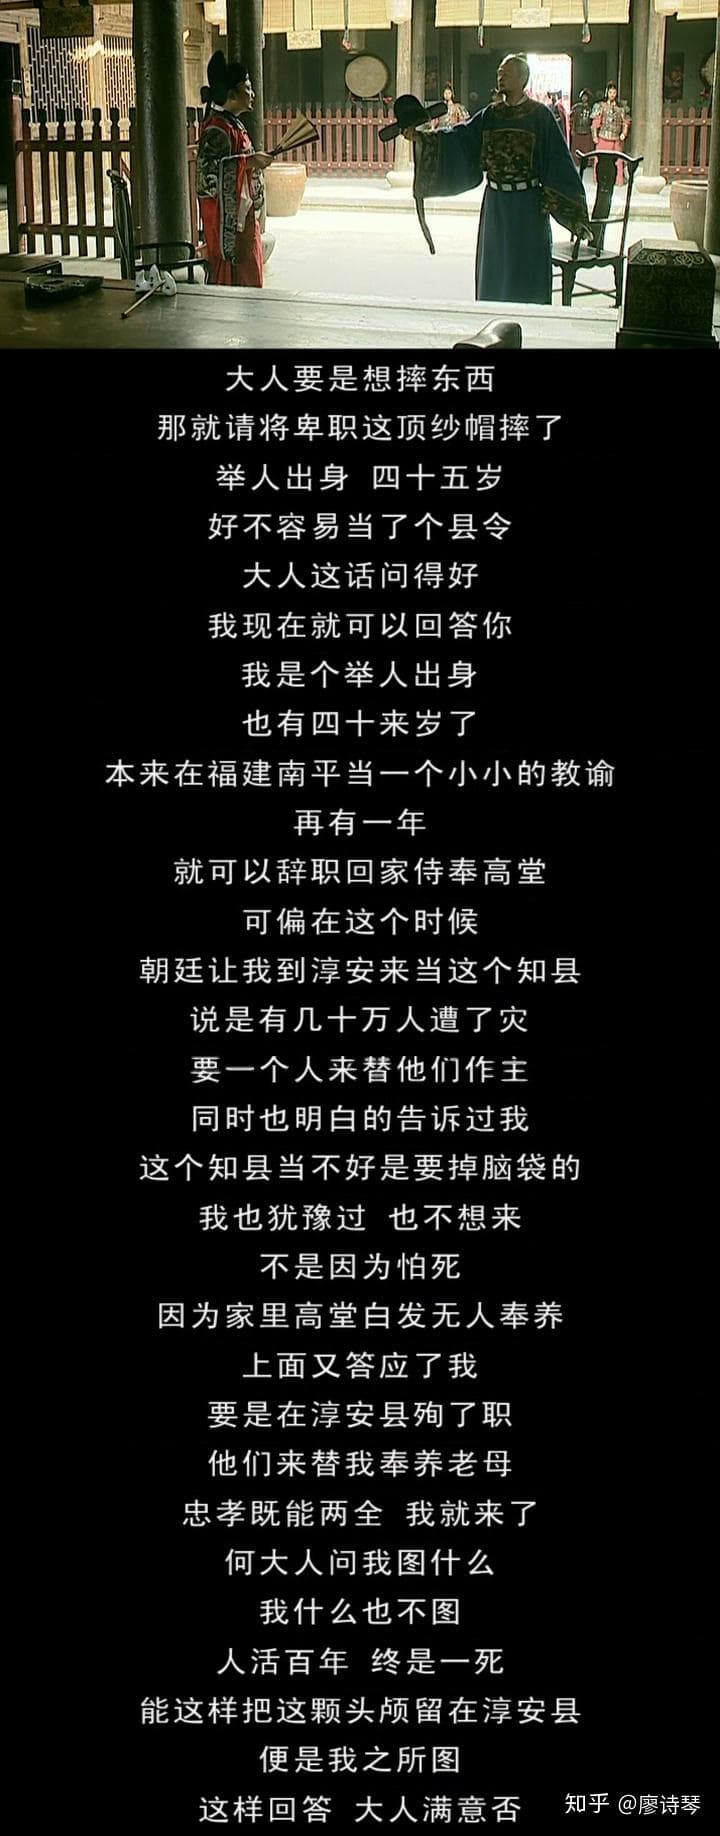 大人要是想摔东西
那就请将卑职这顶纱帽摔了
举人出身 四十五岁
好不容易当了个县令
大人这话问得好
我现在就可以回答你
我是个举人出身
也有四十来岁了
本来在福建南平当一个小小的教谕
再有一年
就可以辞职回家侍奉高堂
可偏在这个时候
朝廷让我到淳安来当这个知县
说是有几十万人遭了灾
要一个人来替他们作主
同时也明白的告诉过我
这个知县当不好是要掉脑袋的
我也犹豫过 也不想来
不是因为怕死
因为家里高堂白发无人奉养
上面又答应了我
要是在淳安县殉了职
他们来替我奉养老母
忠孝既能两全 我就来了
何大人问我图什么
我什么也不图
人活百年 终是一死
能这样把这颗头颅留在淳安县
便是我之所图
这样回答 大人满意否
知乎 @廖诗琴